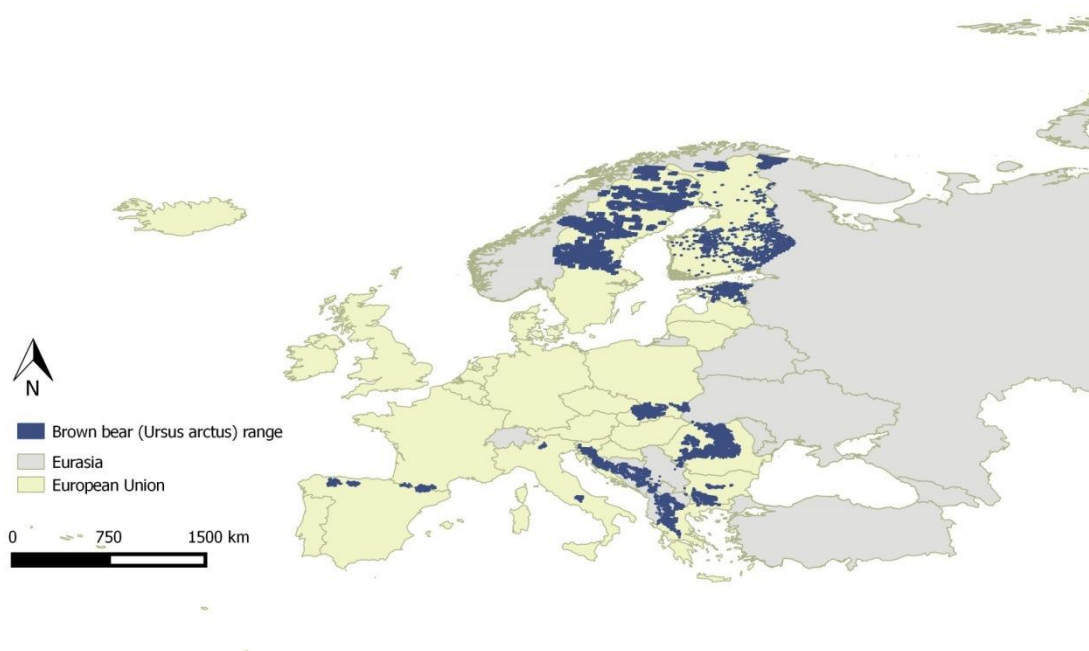 N
Brown bear (Ursus arctus) range
Eurasia
European Union
0 750 1500 km